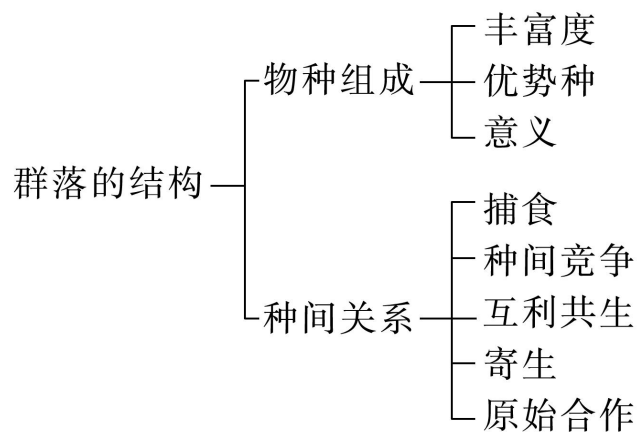 群落的结构
物种组成
丰富度
优势种
意义
种间关系
捕食
种间竞争
互利共生
寄生
原始合作